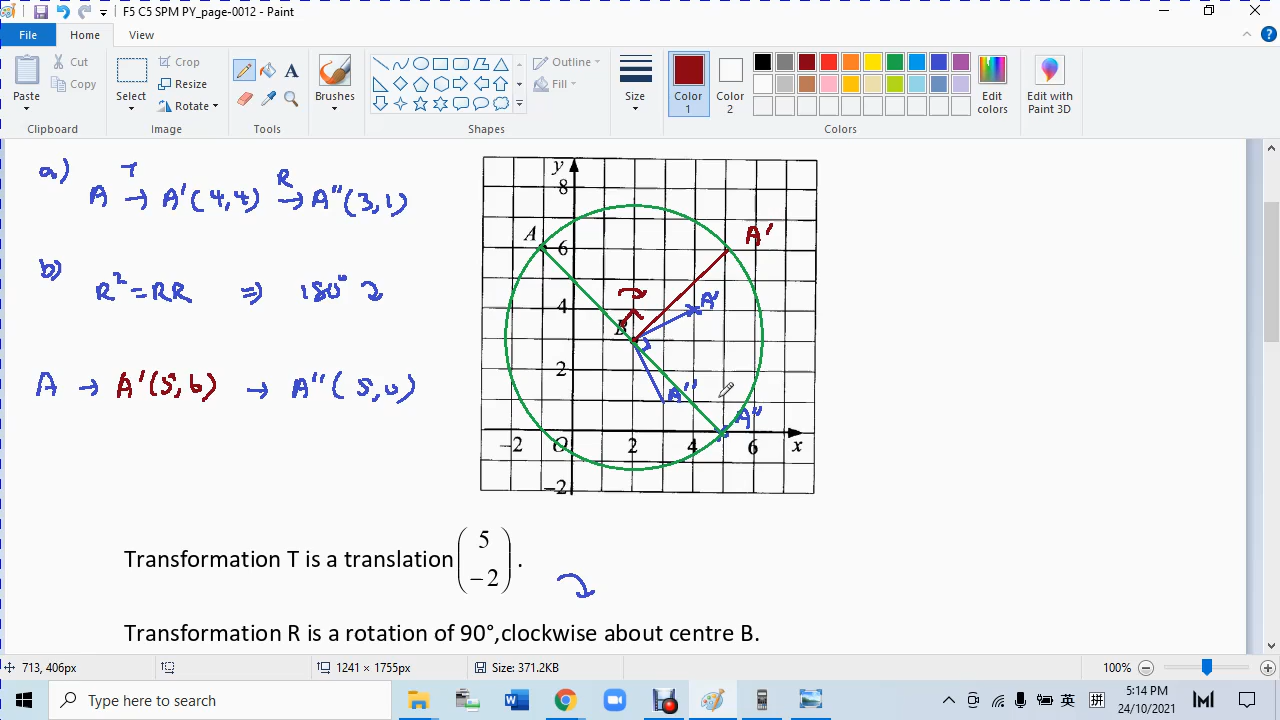 F5 C5 SPM PY_page-0012 - Paint
File Home View
Paste Cut Copy Clipboard
Select Crop Resize Rotate Image
Tools
Brushes
Outline Fill Shapes
Size
Color 1 Color 2 Edit colors Colors
Edit with Paint 3D
a) A T→ A'(4,4) R→ A''(3,1)
b) R² = RR ⇒ 180° ↷
A → A'(5,6) → A''(5,0)
y
8
A 6 A'
4 A'
B
2 A''
A''
-2 O 2 4 6 x
-2
Transformation T is a translation (5 -2).
Transformation R is a rotation of 90°,clockwise about centre B.
713, 406px 1241 × 1755px Size: 371.2KB 100%
Type here to search
英 拼 5:14 PM
24/10/2021